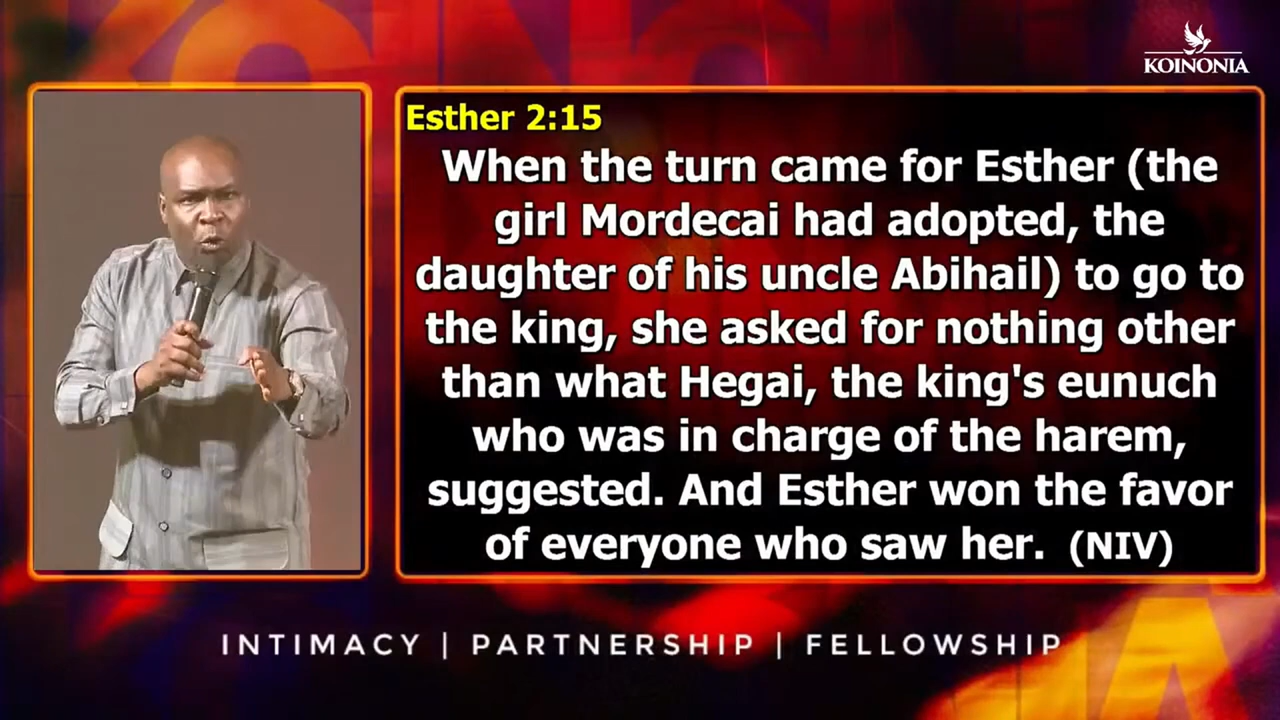 KOINONIA
Esther 2:15
When the turn came for Esther (the
girl Mordecai had adopted, the
daughter of his uncle Abihail) to go to
the king, she asked for nothing other
than what Hegai, the king's eunuch
who was in charge of the harem,
suggested. And Esther won the favor
of everyone who saw her. (NIV)
INTIMACY | PARTNERSHIP | FELLOWSHIP